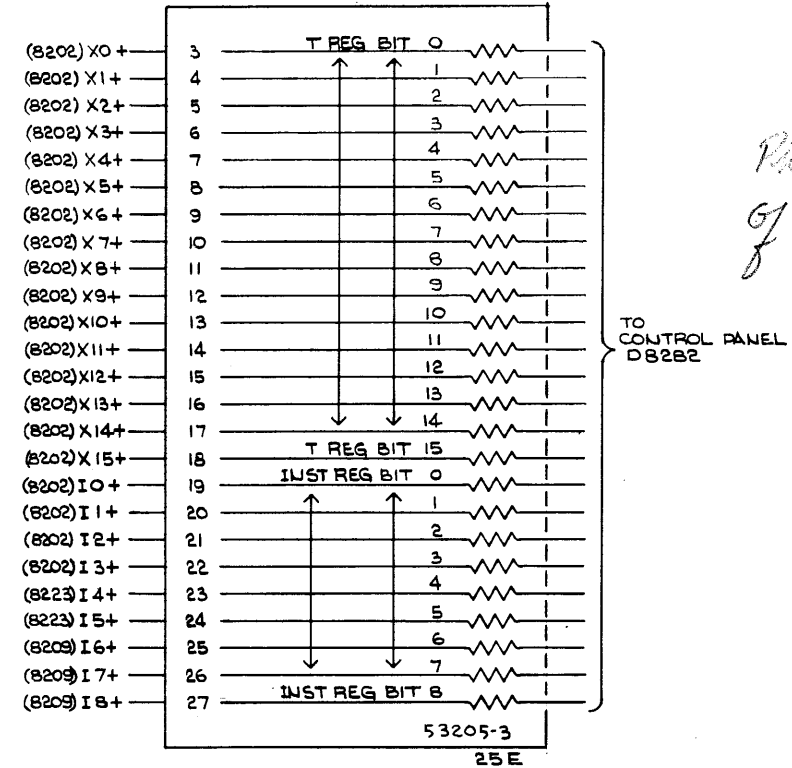 (8202) X0+ 3 T REG BIT 0
(8202) X1+ 4 1
(8202) X2+ 5 2
(8202) X3+ 6 3
(8202) X4+ 7 4
(8202) X5+ 8 5
(8202) X6+ 9 6
(8202) X7+ 10 7
(8202) X8+ 11 8
(8202) X9+ 12 9
(8202) X10+ 13 10
(8202) X11+ 14 11
(8202) X12+ 15 12
(8202) X13+ 16 13
(8202) X14+ 17 14
(8202) X15+ 18 T REG BIT 15
(8202) I0+ 19 INST REG BIT 0
(8202) I1+ 20 1
(8202) I2+ 21 2
(8202) I3+ 22 3
(8223) I4+ 23 4
(8223) I5+ 24 5
(8209) I6+ 25 6
(8209) I7+ 26 7
(8209) I8+ 27 INST REG BIT 8
TO
CONTROL PANEL
D8282
of
53205-3
25E